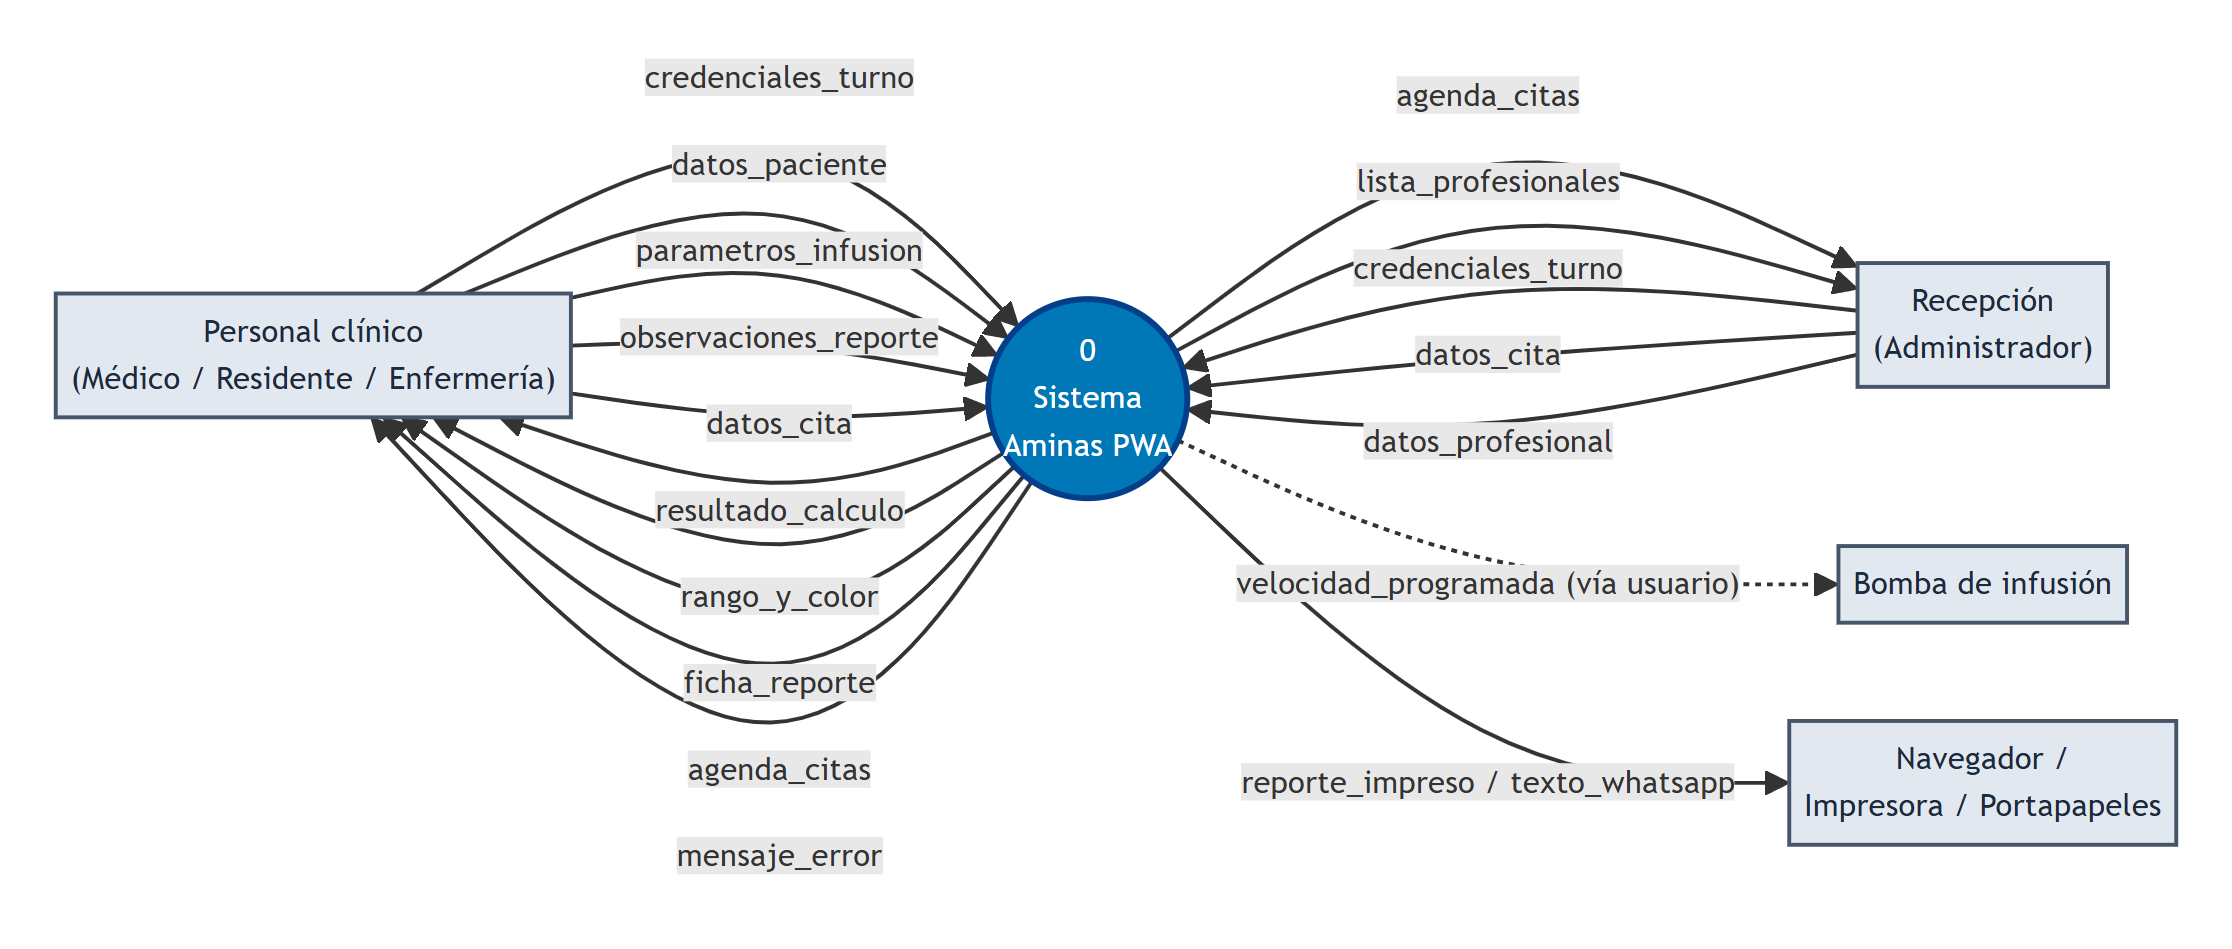 credenciales_turno
datos_paciente
parametros_infusion
observaciones_reporte
datos_cita
resultado_calculo
rango_y_color
ficha_reporte
agenda_citas
mensaje_error
Personal clínico
(Médico / Residente / Enfermería)
0
Sistema
Aminas PWA
agenda_citas
lista_profesionales
credenciales_turno
datos_cita
datos_profesional
velocidad_programada (vía usuario)
reporte_impreso / texto_whatsapp
Recepción
(Administrador)
Bomba de infusión
Navegador /
Impresora / Portapapeles